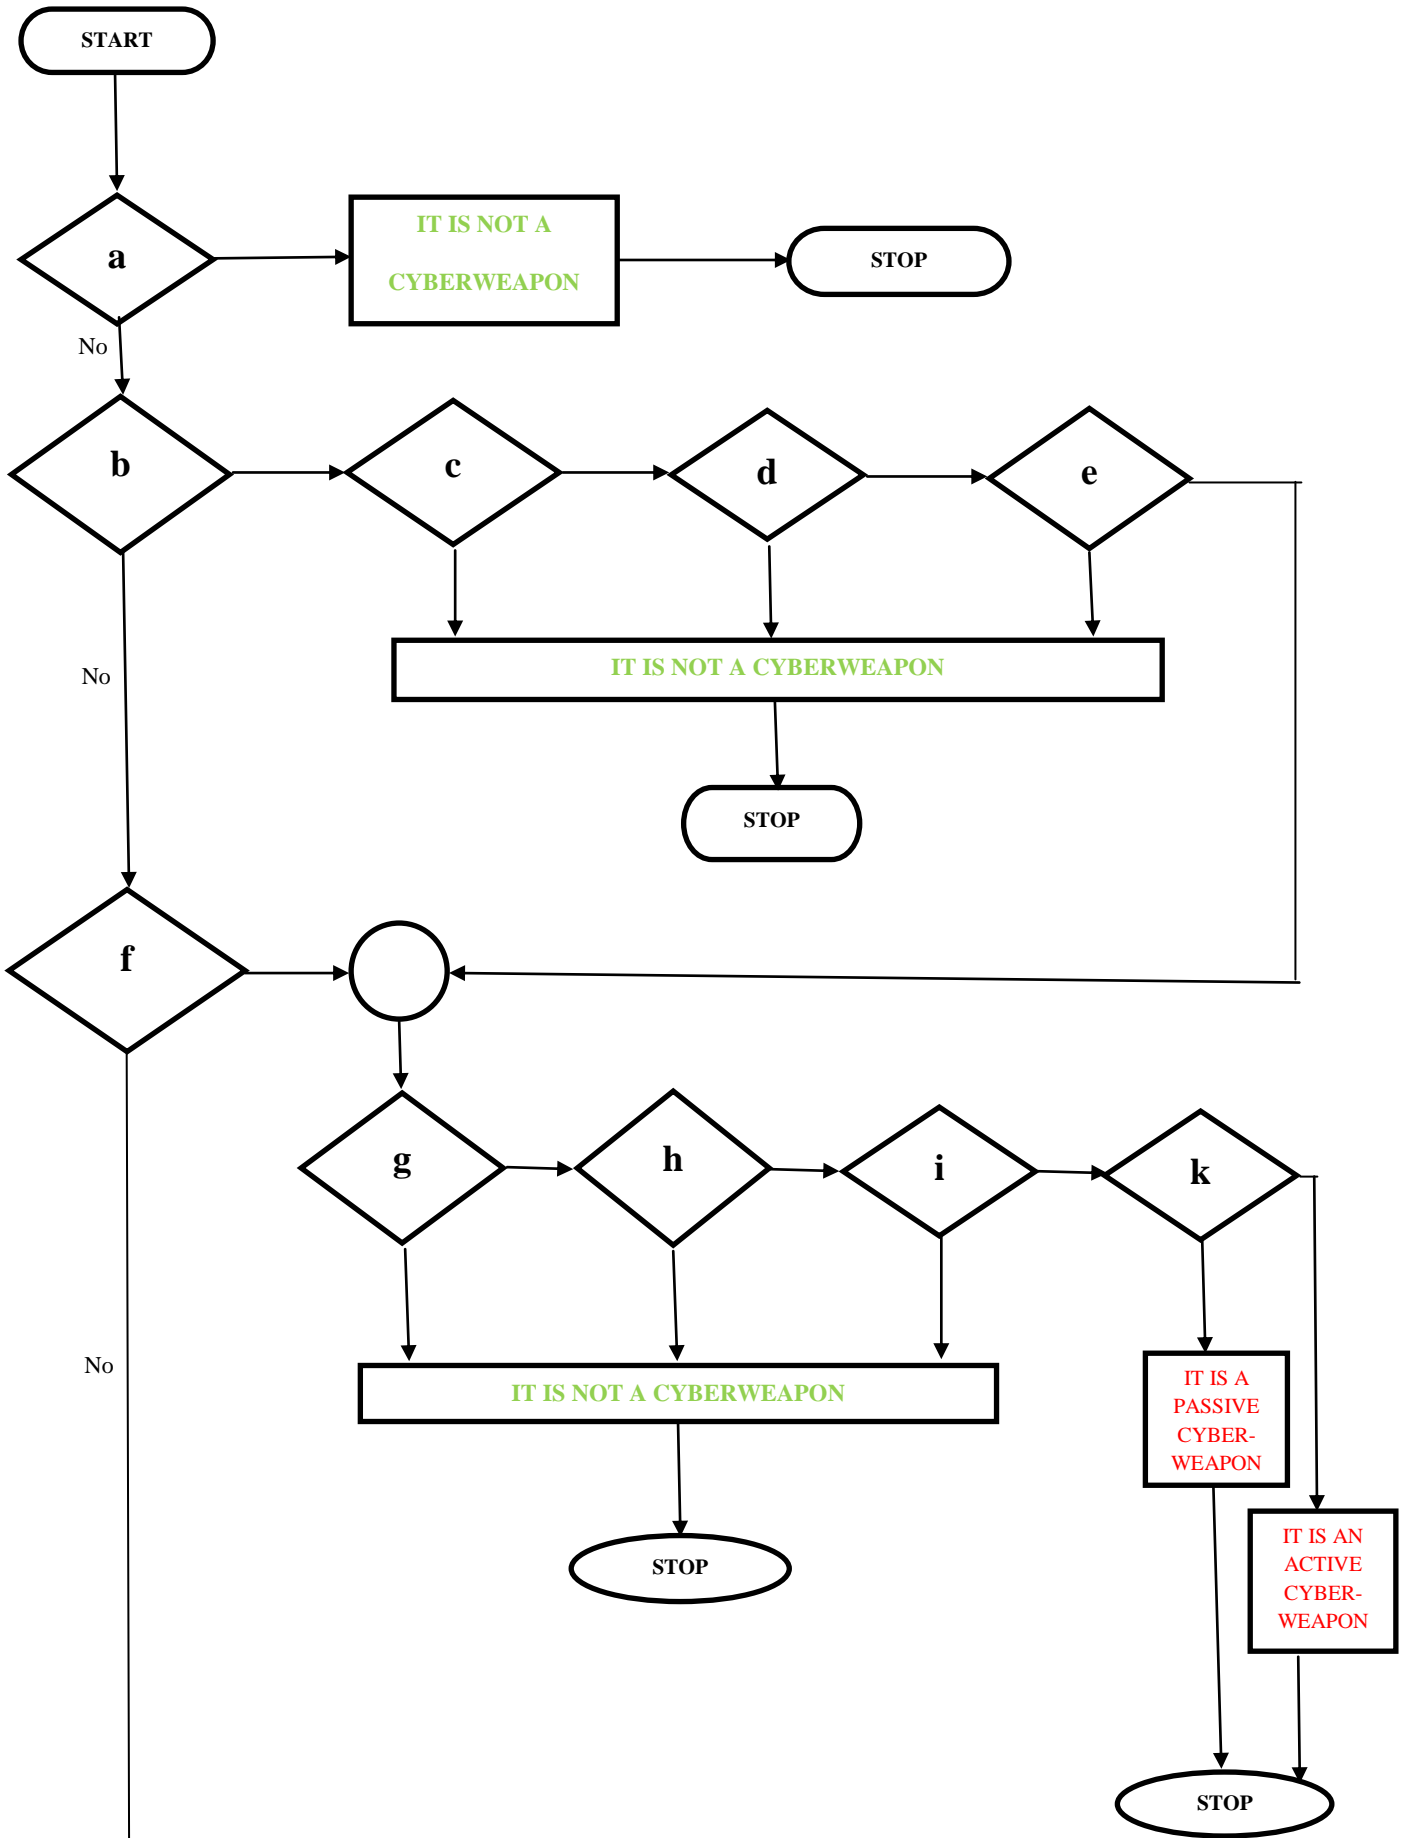 START
a
IT IS NOT A
CYBERWEAPON
STOP
No
b
c
d
e
No
IT IS NOT A CYBERWEAPON
STOP
f
g
h
i
k
No
IT IS NOT A CYBERWEAPON
IT IS A
PASSIVE
CYBER-
WEAPON
STOP
IT IS AN
ACTIVE
CYBER-
WEAPON
STOP